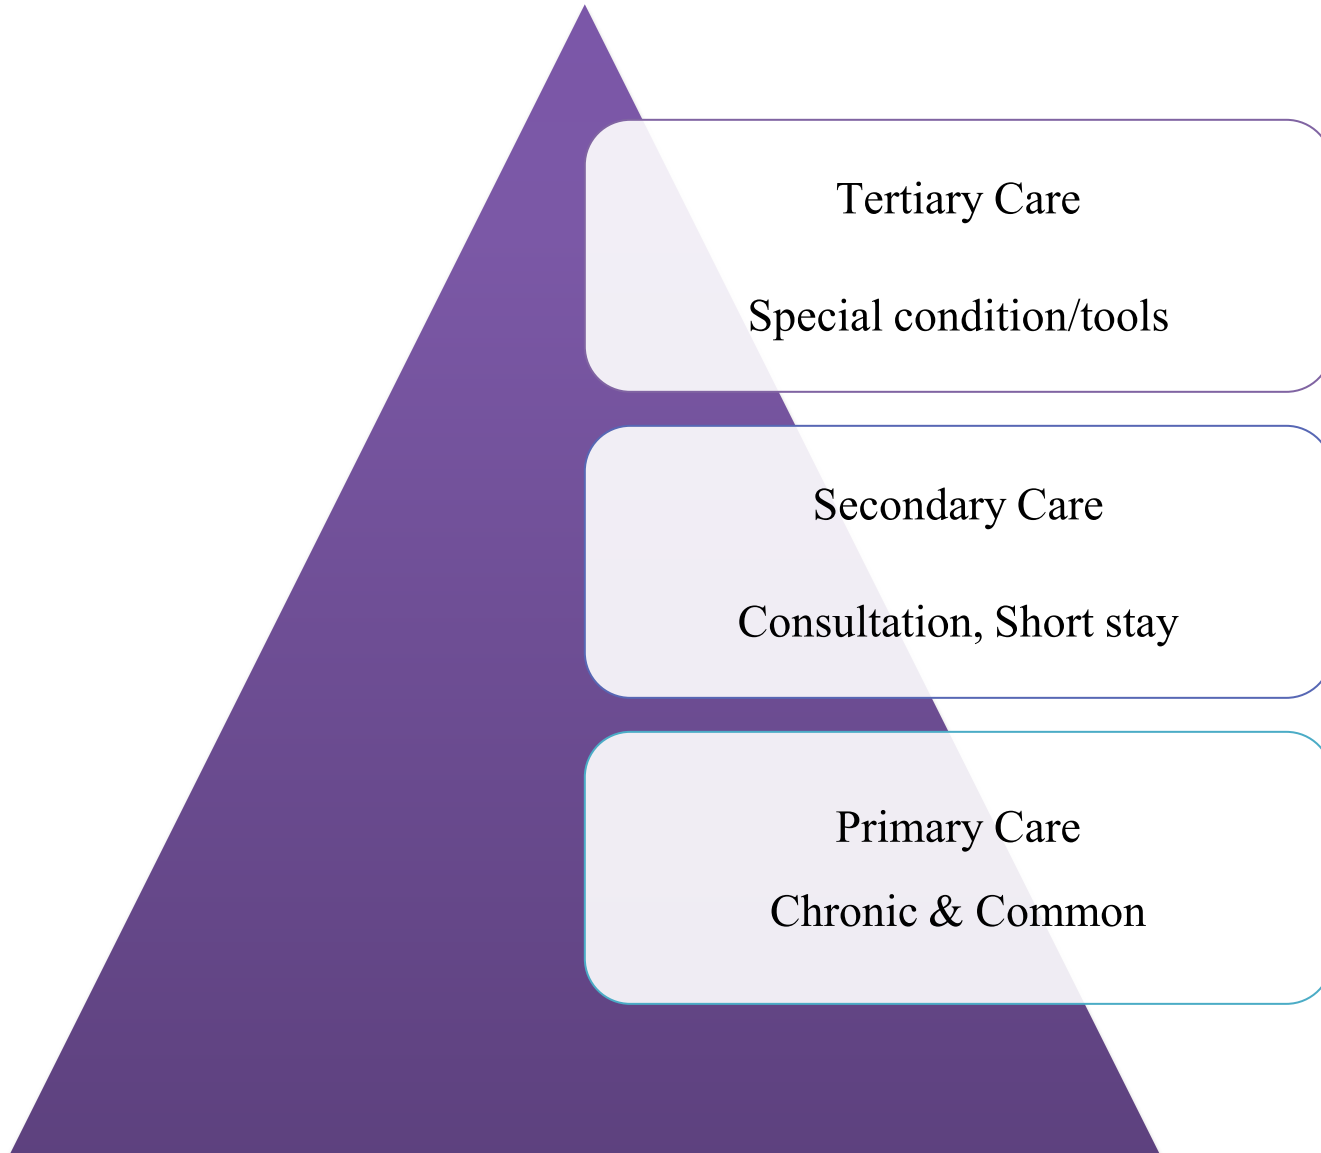 Tertiary Care
Special condition/tools
Secondary Care
Consultation, Short stay
Primary Care
Chronic & Common